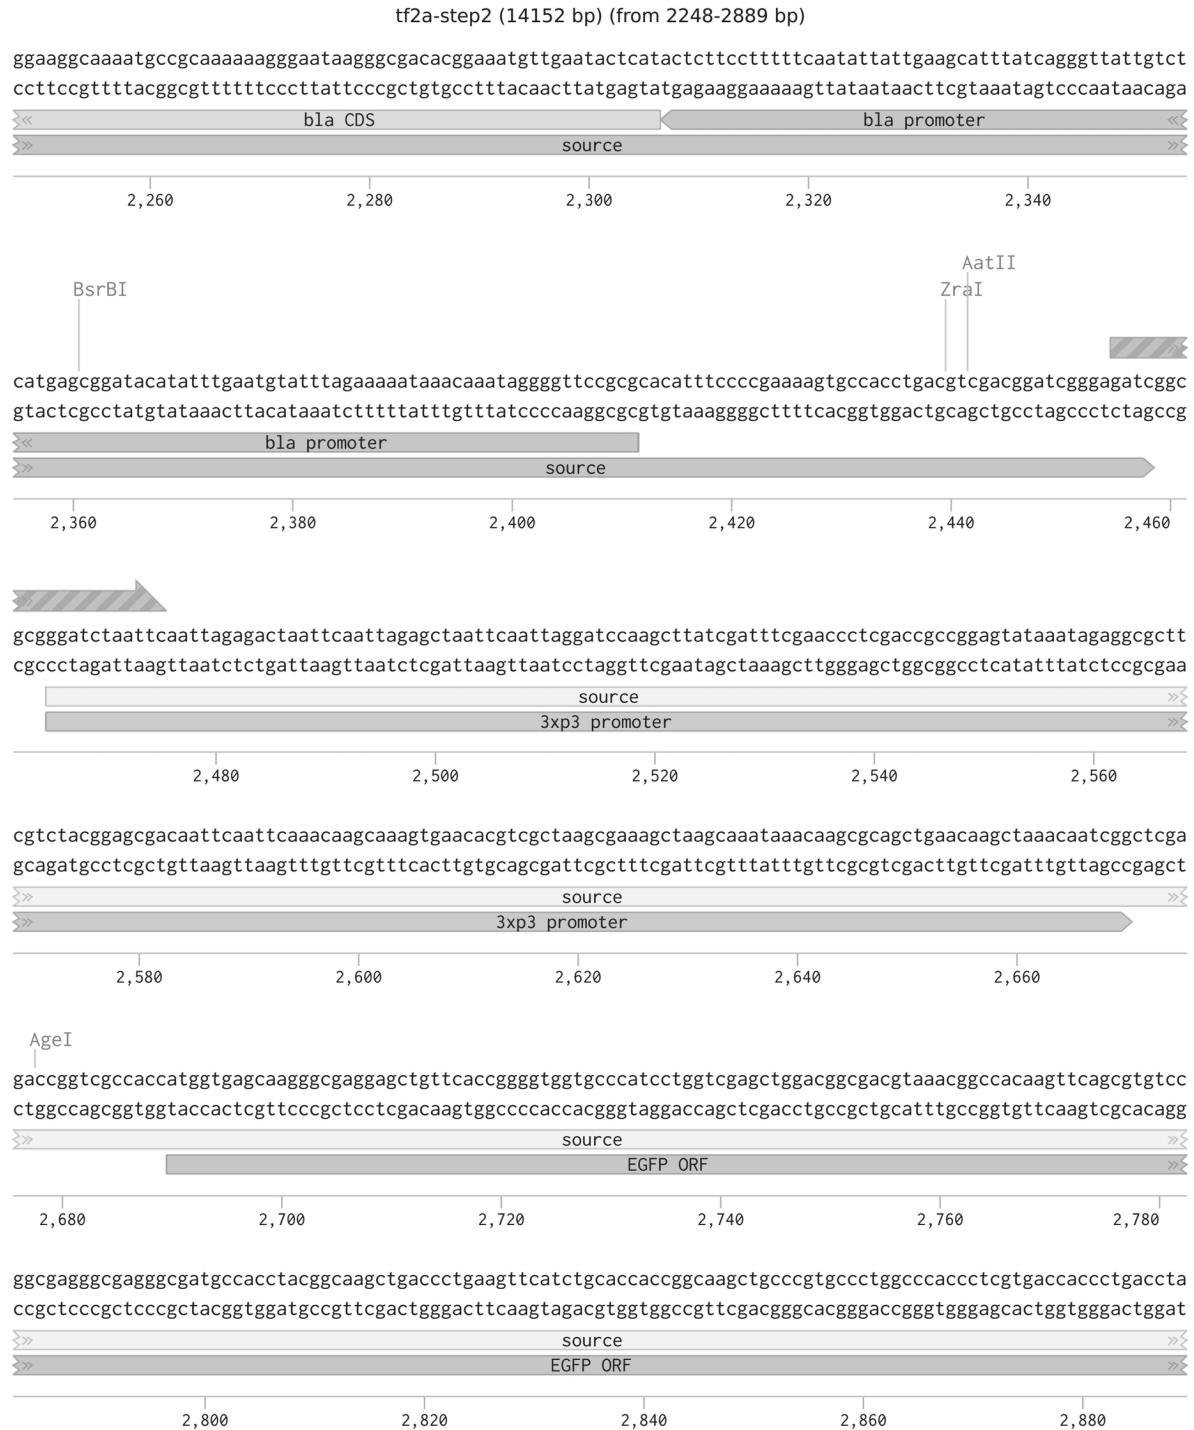 tf2a-step2 (14152 bp) (from 2248-2889 bp)
ggaaggcaaaatgccgcaaaaaagggaataagggcgacacggaaatgttgaatactcatactcttcctttttcaatattattgaagcatttatcagggttattgtct
ccttccgttttacggcgttttttcccttattcccgctgtgcctttacaacttatgagtatgagaaggaaaaagttataataacttcgtaaatagtcccaataacaga
bla CDS bla promoter
source
2,260 2,280 2,300 2,320 2,340
AatII
BsrBI ZraI
catgagcggatacatatttgaatgtatttagaaaaataaacaaataggggttccgcgcacatttccccgaaaagtgccacctgacgtcgacggatcgggagatcggc
gtactcgcctatgtataaacttacataaatctttttatttgtttatccccaaggcgcgtgtaaaggggcttttcacggtggactgcagctgcctagccctctagccg
bla promoter
source
2,360 2,380 2,400 2,420 2,440 2,460
gcgggatctaattcaattagagactaattcaattagagctaattcaattaggatccaagcttatcgatttcgaaccctcgaccgccggagtataaatagaggcgctt
cgccctagattaagttaatctctgattaagttaatctcgattaagttaatcctaggttcgaatagctaaagcttgggagctggcggcctcatatttatctccgcgaa
source
3xp3 promoter
2,480 2,500 2,520 2,540 2,560
cgtctacggagcgacaattcaattcaaacaagcaaagtgaacacgtcgctaagcgaaagctaagcaaataaacaagcgcagctgaacaagctaaacaatcggctcga
gcagatgcctcgctgttaagttaagtttgttcgtttcacttgtgcagcgattcgctttcgattcgtttatttgttcgcgtcgacttgttcgatttgttagccgagct
source
3xp3 promoter
2,580 2,600 2,620 2,640 2,660
AgeI
gaccggtcgccaccatggtgagcaagggcgaggagctgttcaccggggtggtgcccatcctggtcgagctggacggcgacgtaaacggccacaagttcagcgtgtcc
ctggccagcggtggtaccactcgttcccgctcctcgacaagtggccccaccacgggtaggaccagctcgacctgccgctgcatttgccggtgttcaagtcgcacagg
source
EGFP ORF
2,680 2,700 2,720 2,740 2,760 2,780
ggcgagggcgagggcgatgccacctacggcaagctgaccctgaagttcatctgcaccaccggcaagctgcccgtgccctggcccaccctcgtgaccaccctgaccta
ccgctcccgctcccgctacggtggatgccgttcgactgggacttcaagtagacgtggtggccgttcgacgggcacgggaccgggtgggagcactggtgggactggat
source
EGFP ORF
2,800 2,820 2,840 2,860 2,880